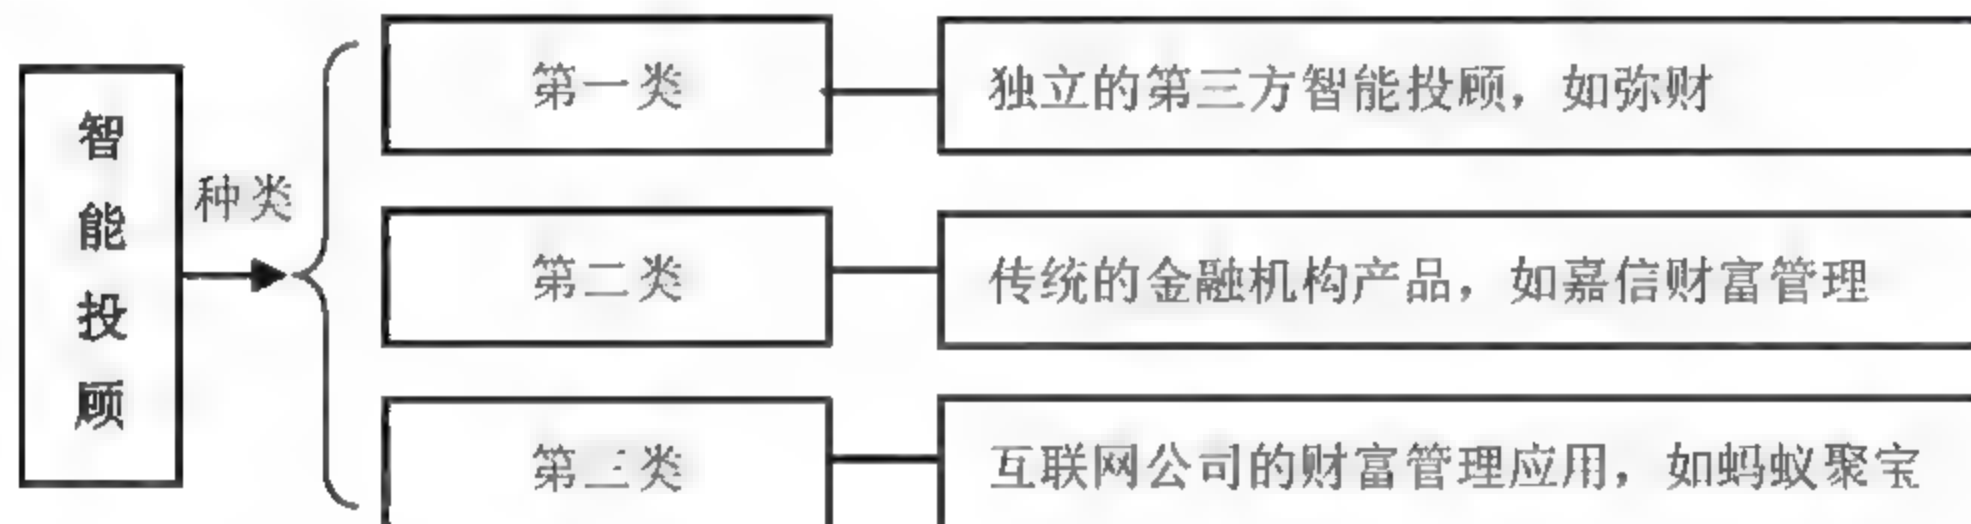 智能投顾
种类
第一类
独立的第三方智能投顾，如弥财
第二类
传统的金融机构产品，如嘉信财富管理
第三类
互联网公司的财富管理应用，如蚂蚁聚宝